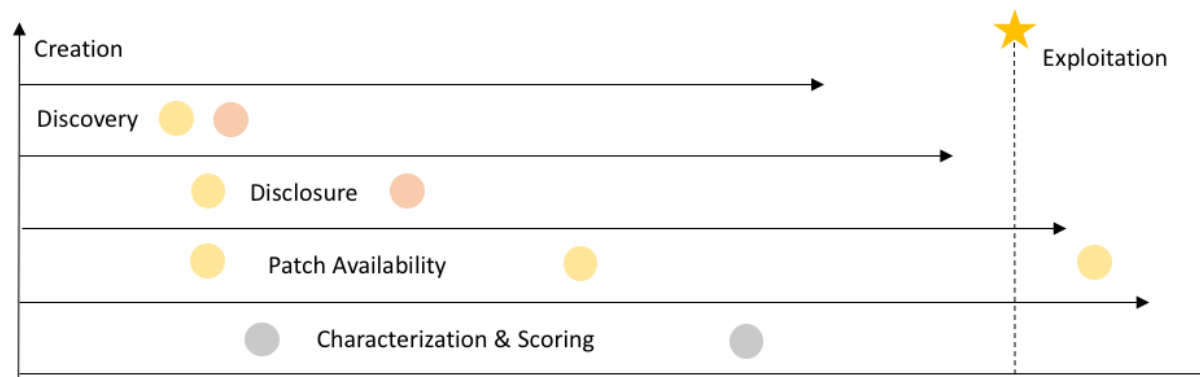 Creation
Exploitation
Discovery
Disclosure
Patch Availability
Characterization & Scoring